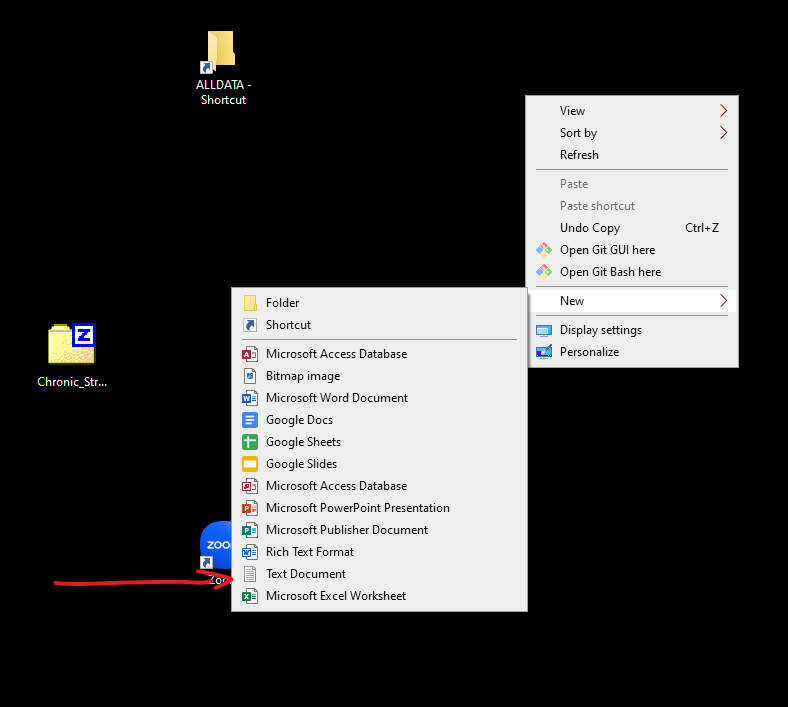 ALLDATA -
Shortcut
View
Sort by
Refresh
Paste
Paste shortcut
Undo Copy Ctrl+Z
Open Git GUI here
Open Git Bash here
New
Display settings
Personalize
Folder
Shortcut
Microsoft Access Database
Bitmap image
Microsoft Word Document
Google Docs
Google Sheets
Google Slides
Microsoft Access Database
Microsoft PowerPoint Presentation
Microsoft Publisher Document
Rich Text Format
Text Document
Microsoft Excel Worksheet
Z
Chronic_Str...
zoo
Zoo